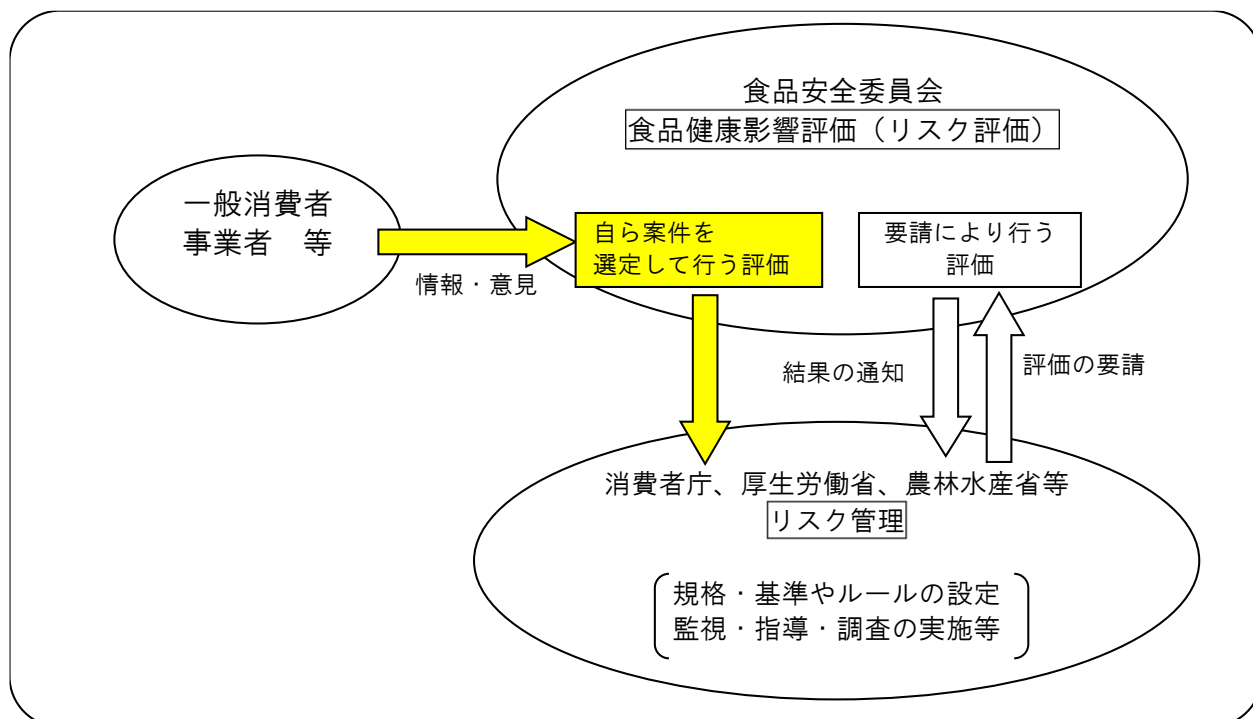 食品安全委員会
食品健康影響評価（リスク評価）
一般消費者
事業者　等
情報・意見
自ら案件を
選定して行う評価
要請により行う
評価
結果の通知
評価の要請
消費者庁、厚生労働省、農林水産省等
リスク管理
規格・基準やルールの設定
監視・指導・調査の実施等